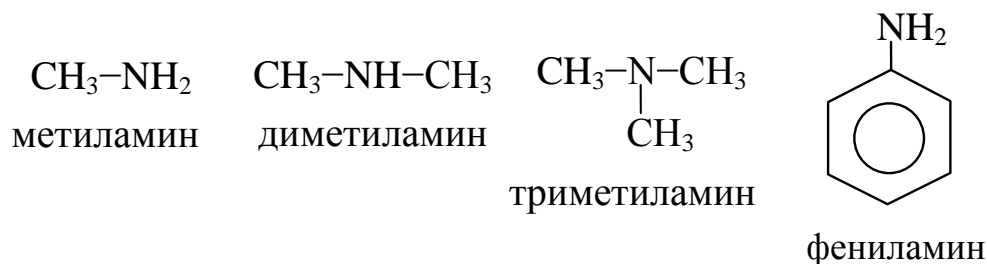 CH₃–NH₂
метиламин
CH₃–NH–CH₃
диметиламин
CH₃–N–CH₃
CH₃
триметиламин
NH₂
фениламин